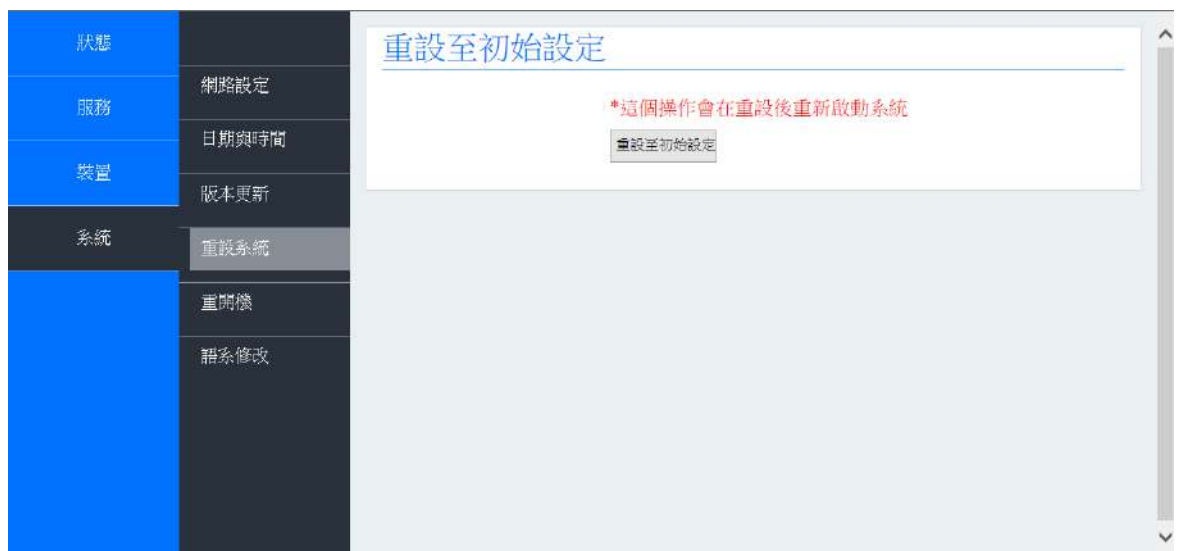 狀態
服務
裝置
系統
網路設定
日期與時間
版本更新
重設系統
重開機
語系修改
重設至初始設定
*這個操作會在重設後重新啟動系統
重設至初始設定